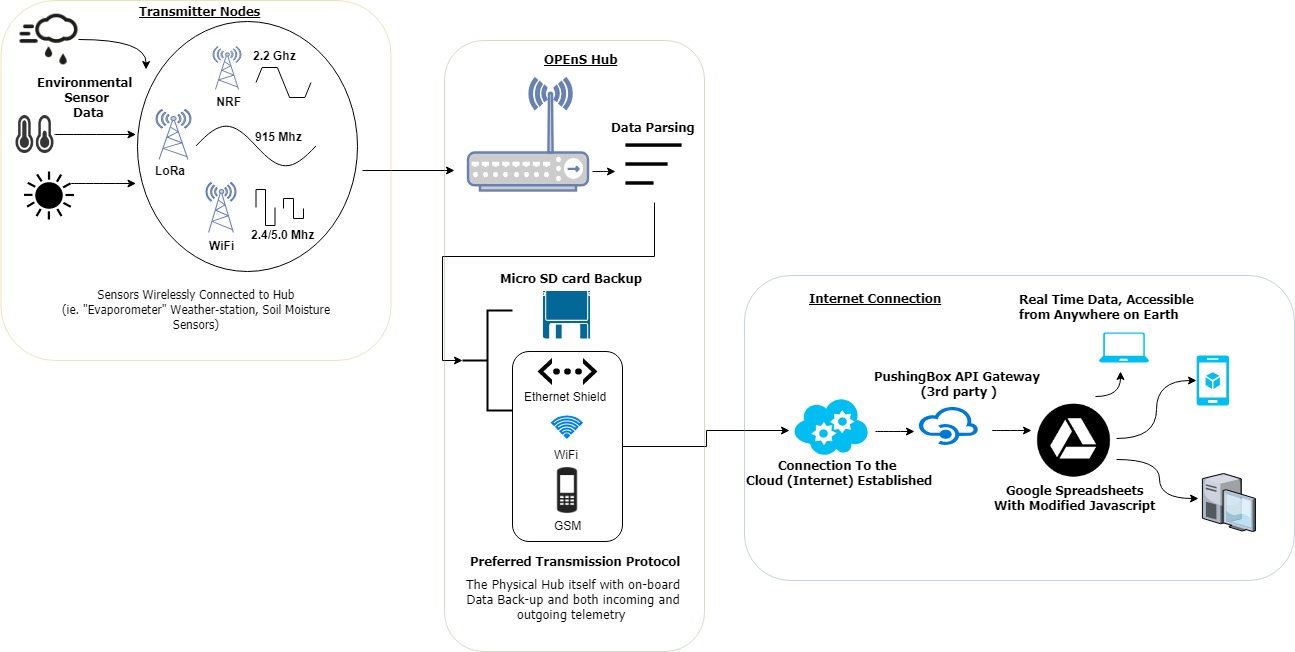 Transmitter Nodes
Environmental
Sensor
Data
2.2 Ghz
NRF
915 Mhz
LoRa
WiFi
2.4/5.0 Mhz
Sensors Wirelessly Connected to Hub
(ie. "Evaporometer" Weather-station, Soil Moisture
Sensors)
OPEnS Hub
Data Parsing
Micro SD card Backup
Ethernet Shield
WiFi
GSM
Preferred Transmission Protocol
The Physical Hub itself with on-board
Data Back-up and both incoming and
outgoing telemetry
Internet Connection
Real Time Data, Accessible
from Anywhere on Earth
PushingBox API Gateway
(3rd party )
Connection To the
Cloud (Internet) Established
Google Spreadsheets
With Modified Javascript